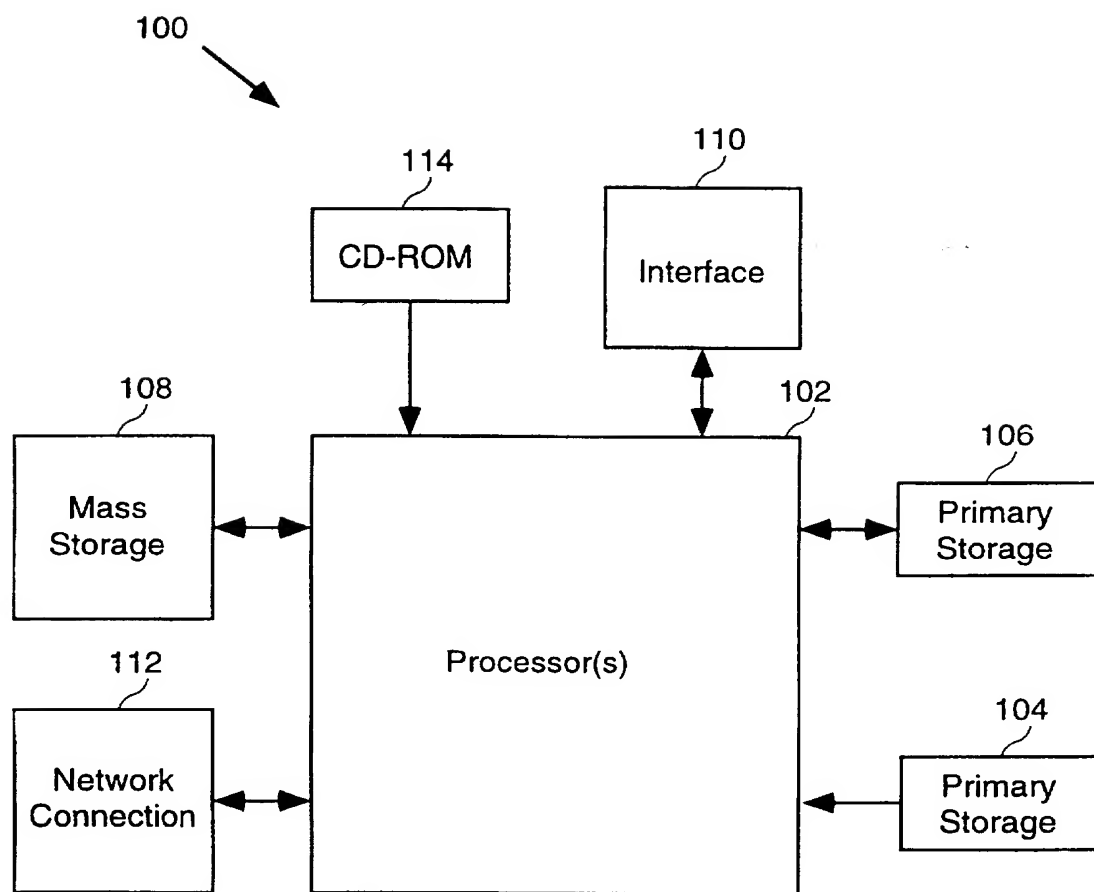 100
114
110
CD-ROM
Interface
108
102
106
Mass
Storage
Primary
Storage
Processor(s)
112
104
Network
Connection
Primary
Storage